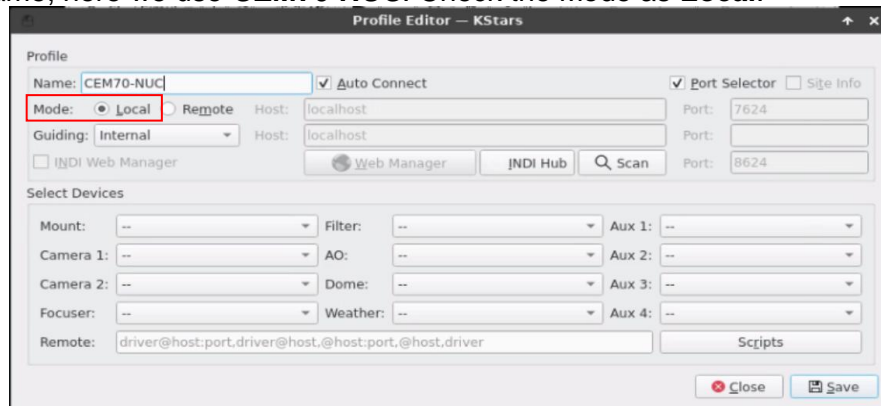 Profile Editor — KStars
Profile
Name: CEM70-NUC Auto Connect Port Selector Site Info
Mode: Local Remote Host: localhost Port: 7624
Guiding: Internal Host: localhost Port:
INDI Web Manager Web Manager INDI Hub Scan Port: 8624
Select Devices
Mount: -- Filter: -- Aux 1: --
Camera 1: -- AO: -- Aux 2: --
Camera 2: -- Dome: -- Aux 3: --
Focuser: -- Weather: -- Aux 4: --
Remote: driver@host:port,driver@host,@host:port,@host,driver Scripts
Close Save